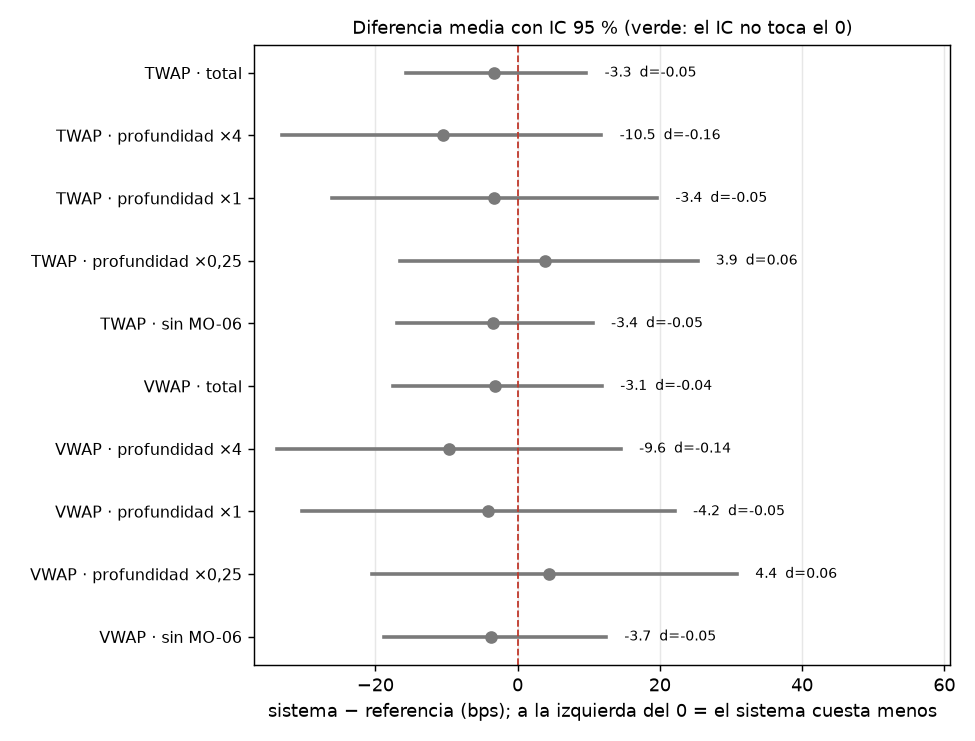 Diferencia media con IC 95 % (verde: el IC no toca el 0)
TWAP · total
-3.3 d=-0.05
TWAP · profundidad ×4
-10.5 d=-0.16
TWAP · profundidad ×1
-3.4 d=-0.05
TWAP · profundidad ×0,25
3.9 d=0.06
TWAP · sin MO-06
-3.4 d=-0.05
VWAP · total
-3.1 d=-0.04
VWAP · profundidad ×4
-9.6 d=-0.14
VWAP · profundidad ×1
-4.2 d=-0.05
VWAP · profundidad ×0,25
4.4 d=0.06
VWAP · sin MO-06
-3.7 d=-0.05
−20 0 20 40 60
sistema − referencia (bps); a la izquierda del 0 = el sistema cuesta menos